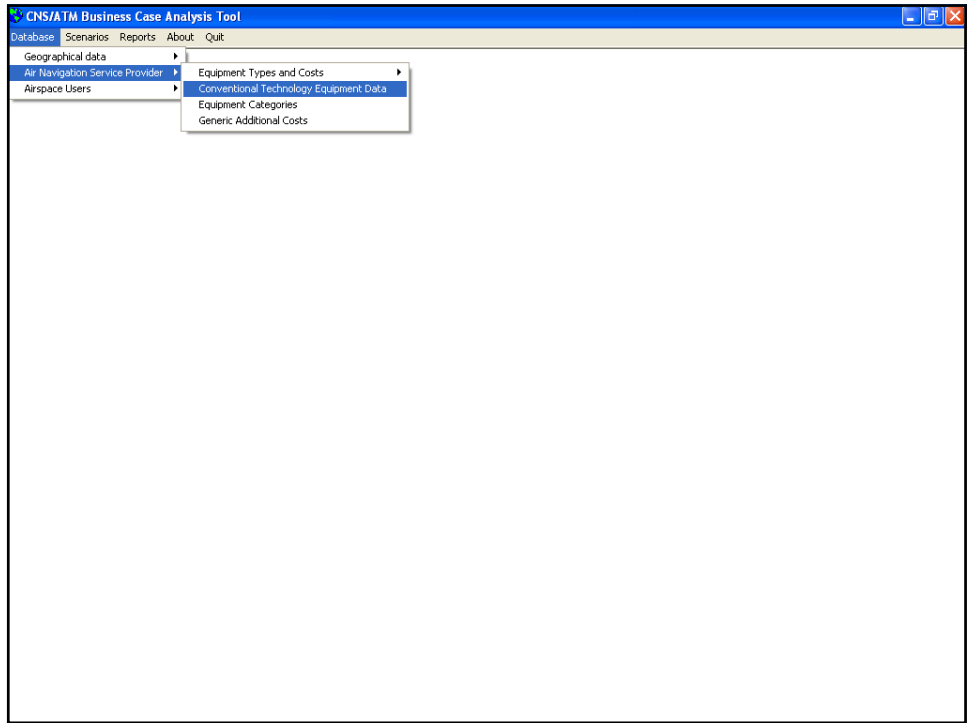 CNS/ATM Business Case Analysis Tool
Database Scenarios Reports About Quit
Geographical data
Air Navigation Service Provider
Airspace Users
Equipment Types and Costs
Conventional Technology Equipment Data
Equipment Categories
Generic Additional Costs